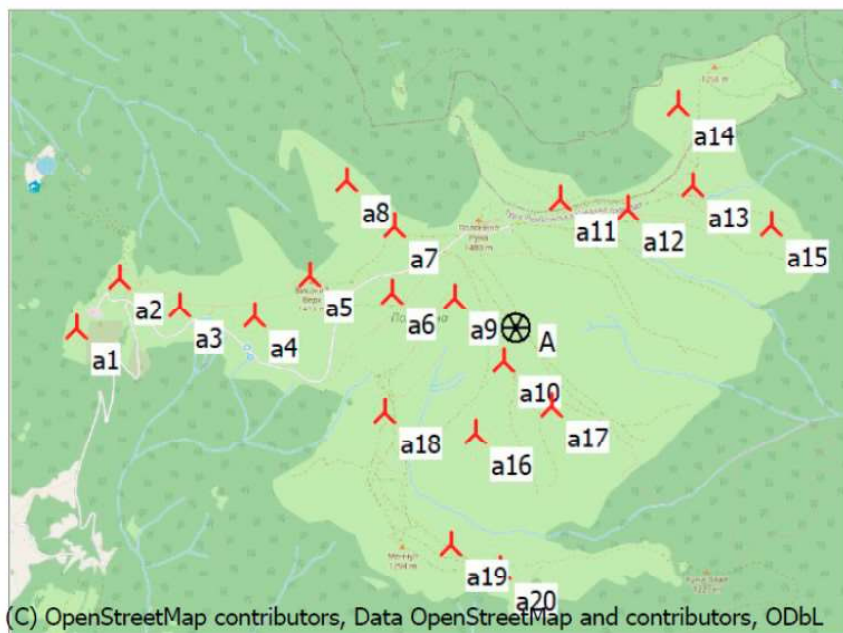 1256 m
a14
a8
a13
a11
a12
a7
a15
a5
a2
a6
a9
a3
a4
A
a1
a10
a17
a18
a16
a19
a20
(C) OpenStreetMap contributors, Data OpenStreetMap and contributors, ODbL